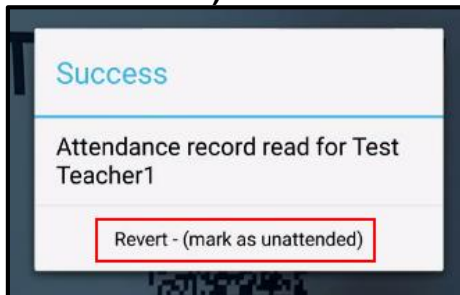 Success
Attendance record read for Test
Teacher1
Revert - (mark as unattended)